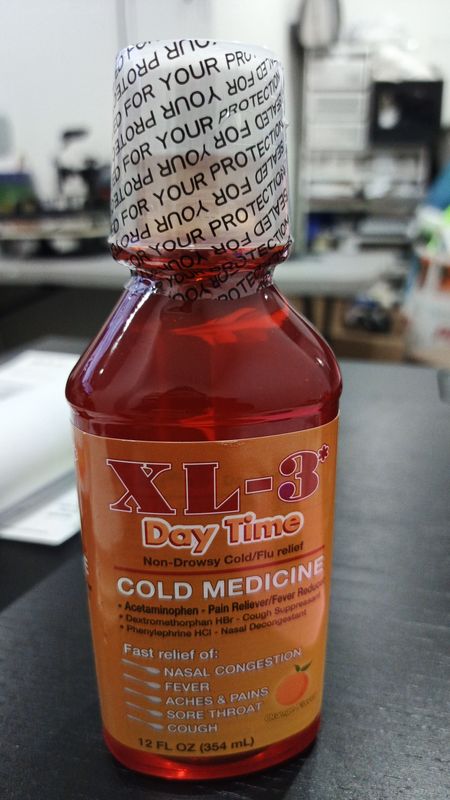 SEALED FOR YOUR PROTECTION
XL-3*
Day Time
Non-Drowsy Cold/Flu relief
COLD MEDICINE
• Acetaminophen - Pain Reliever/Fever Reducer
• Dextromethorphan HBr - Cough Suppressant
• Phenylephrine HCl - Nasal Decongestant
Fast relief of:
NASAL CONGESTION
FEVER
ACHES & PAINS
SORE THROAT
COUGH
Orange Flavor
12 FL OZ (354 mL)